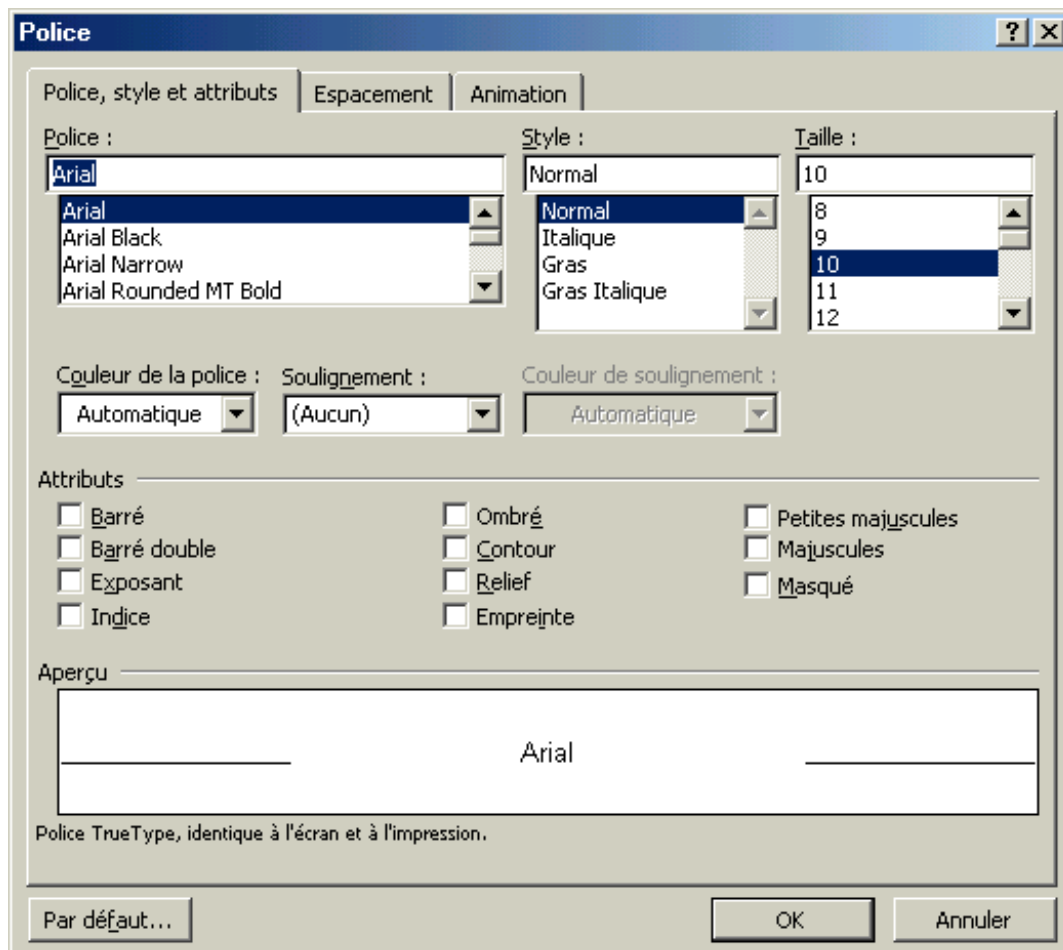 Police
Police, style et attributs Espacement Animation
Police : Style : Taille :
Arial Normal 10
Arial Normal 8
Arial Black Italique 9
Arial Narrow Gras 10
Arial Rounded MT Bold Gras Italique 11
12
Couleur de la police : Soulignement : Couleur de soulignement :
Automatique (Aucun) Automatique
Attributs
Barré Ombré Petites majuscules
Barré double Contour Majuscules
Exposant Relief Masqué
Indice Empreinte
Aperçu
Arial
Police TrueType, identique à l'écran et à l'impression.
Par défaut... OK Annuler